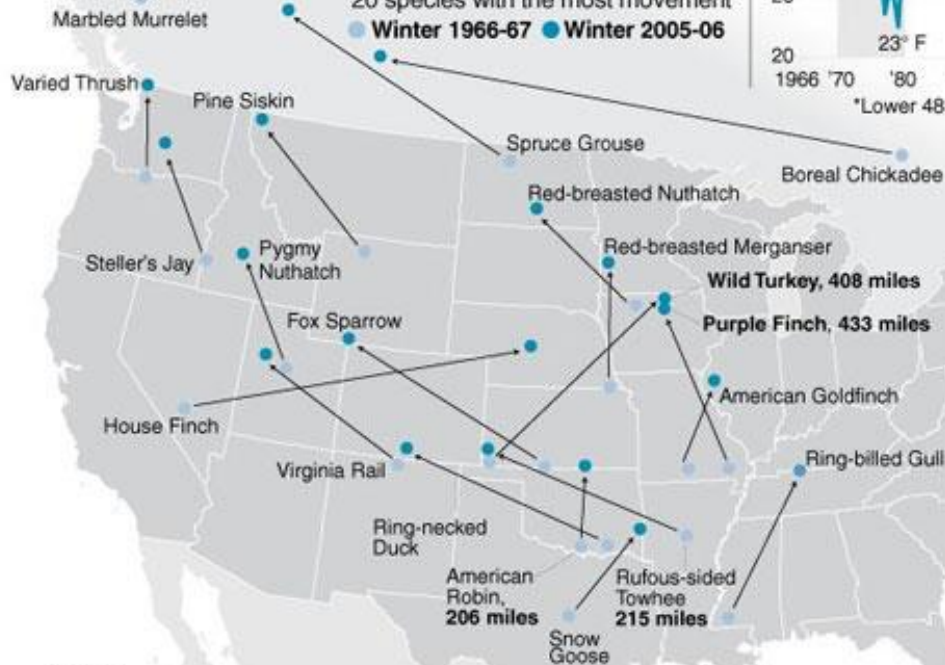 20 species with the most movement
Marbled Murrelet
Winter 1966-67 Winter 2005-06
23° F
20
1966 '70 '80
*Lower 48
Varied Thrush
Pine Siskin
Spruce Grouse
Boreal Chickadee
Red-breasted Nuthatch
Steller's Jay
Pygmy
Nuthatch
Red-breasted Merganser
Wild Turkey, 408 miles
Fox Sparrow
Purple Finch, 433 miles
American Goldfinch
House Finch
Virginia Rail
Ring-billed Gull
Ring-necked
Duck
American
Robin,
206 miles
Rufous-sided
Towhee
215 miles
Snow
Goose